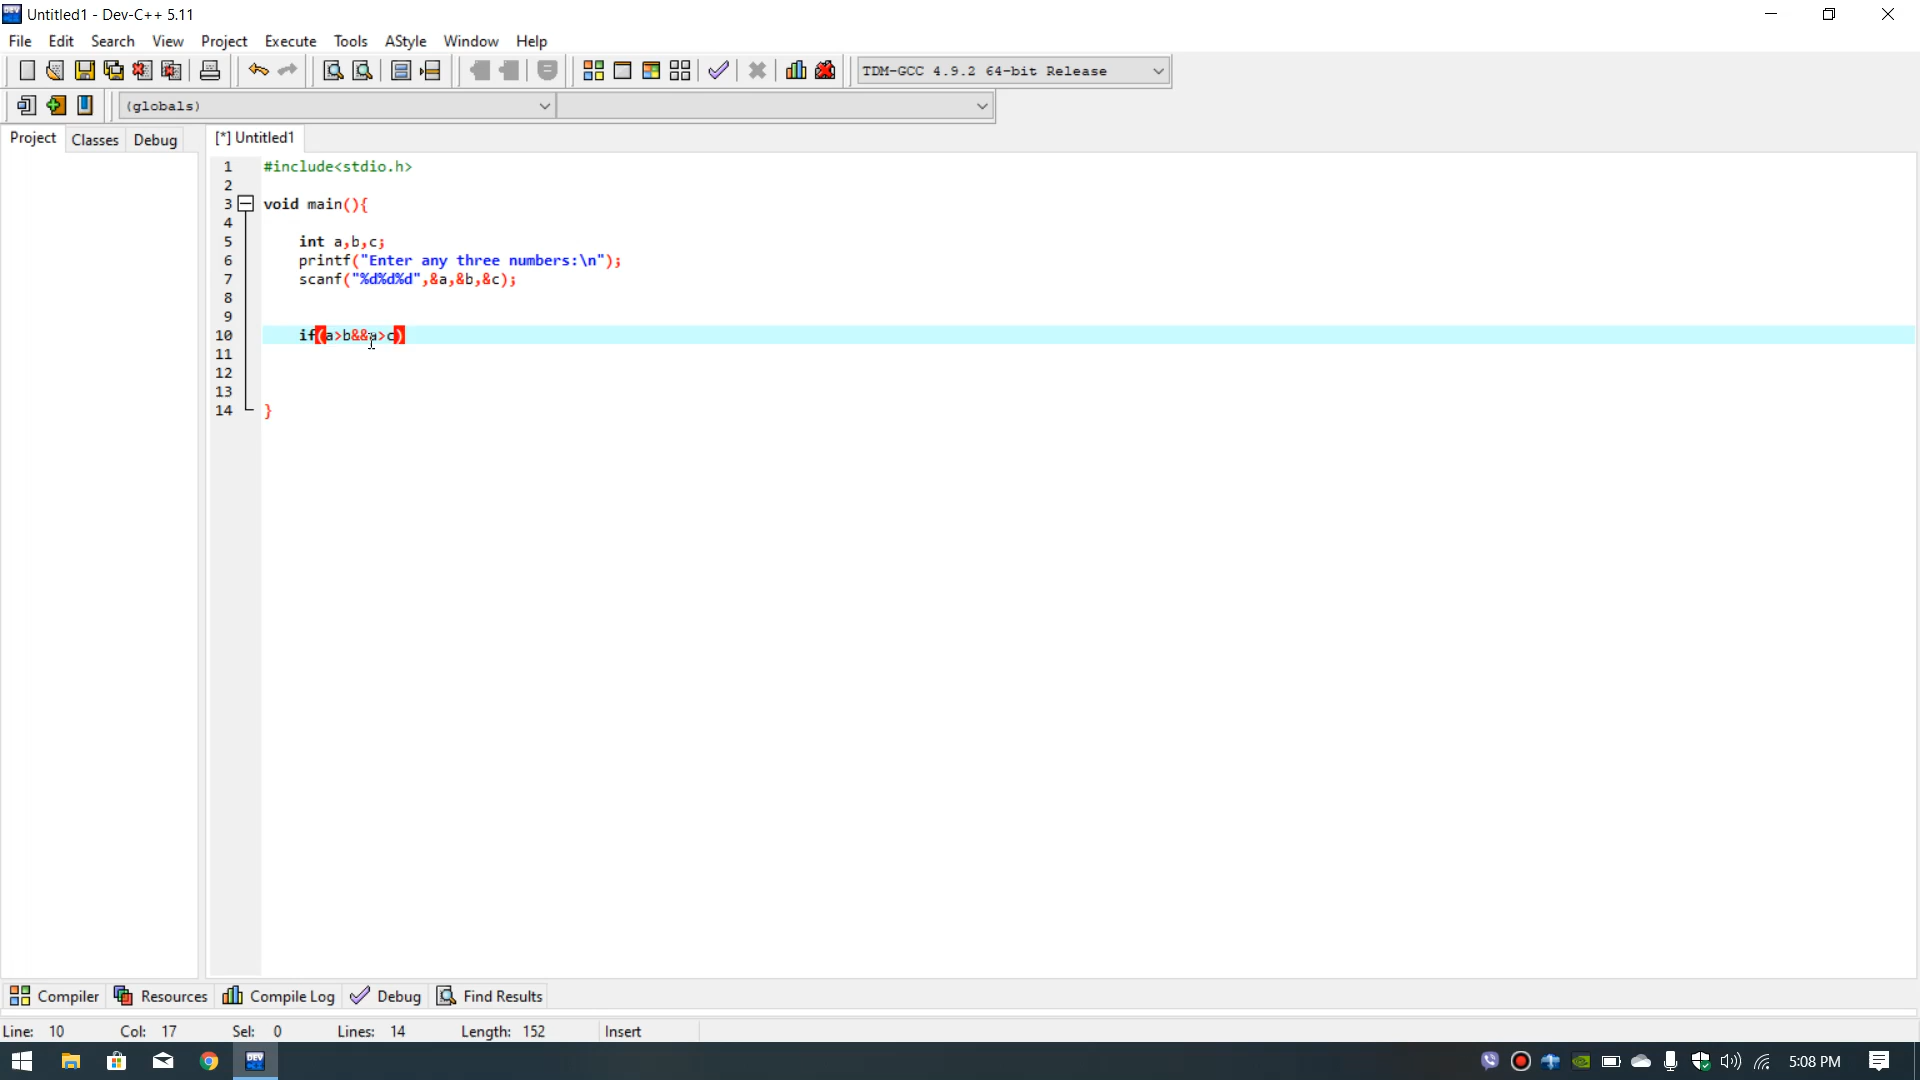 Untitled1 - Dev-C++ 5.11
File Edit Search View Project Execute Tools AStyle Window Help
TDM-GCC 4.9.2 64-bit Release
(globals)
Project Classes Debug [*] Untitled1
1 #include<stdio.h>
2
3 void main(){
4
5 int a,b,c;
6 printf("Enter any three numbers:\n");
7 scanf("%d%d%d",&a,&b,&c);
8
9
10 if(a>b&&a>c)
11
12
13
14 }
Compiler Resources Compile Log Debug Find Results
Line: 10 Col: 17 Sel: 0 Lines: 14 Length: 152 Insert
DEV 5:08 PM